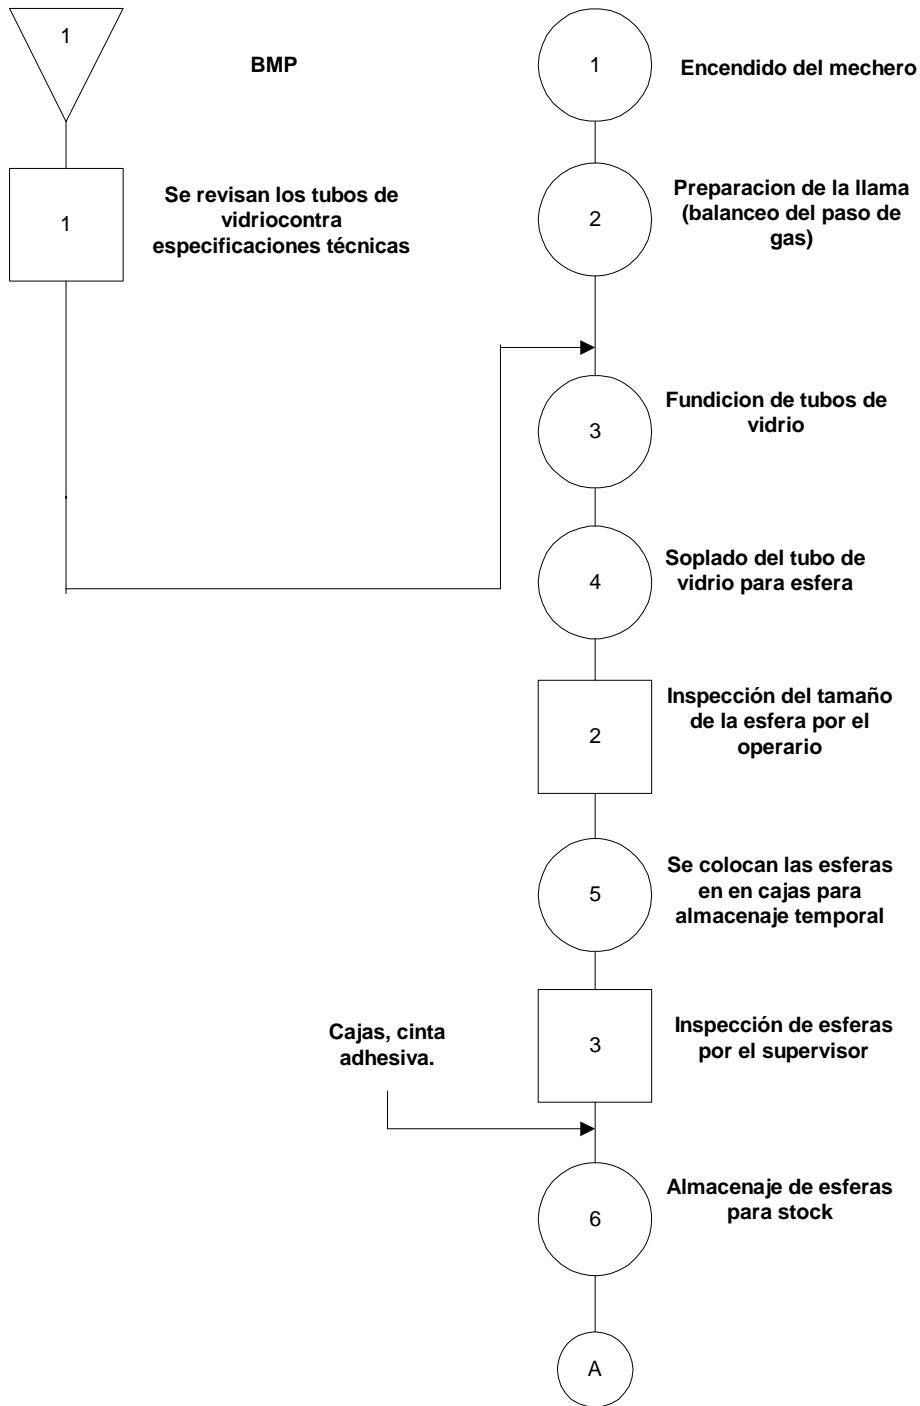 1
BMP
1
Encendido del mechero
1
Se revisan los tubos de
vidriocontra
especificaciones técnicas
2
Preparacion de la llama
(balanceo del paso de
gas)
3
Fundicion de tubos de
vidrio
4
Soplado del tubo de
vidrio para esfera
2
Inspección del tamaño
de la esfera por el
operario
5
Se colocan las esferas
en en cajas para
almacenaje temporal
3
Inspección de esferas
por el supervisor
Cajas, cinta
adhesiva.
6
Almacenaje de esferas
para stock
A